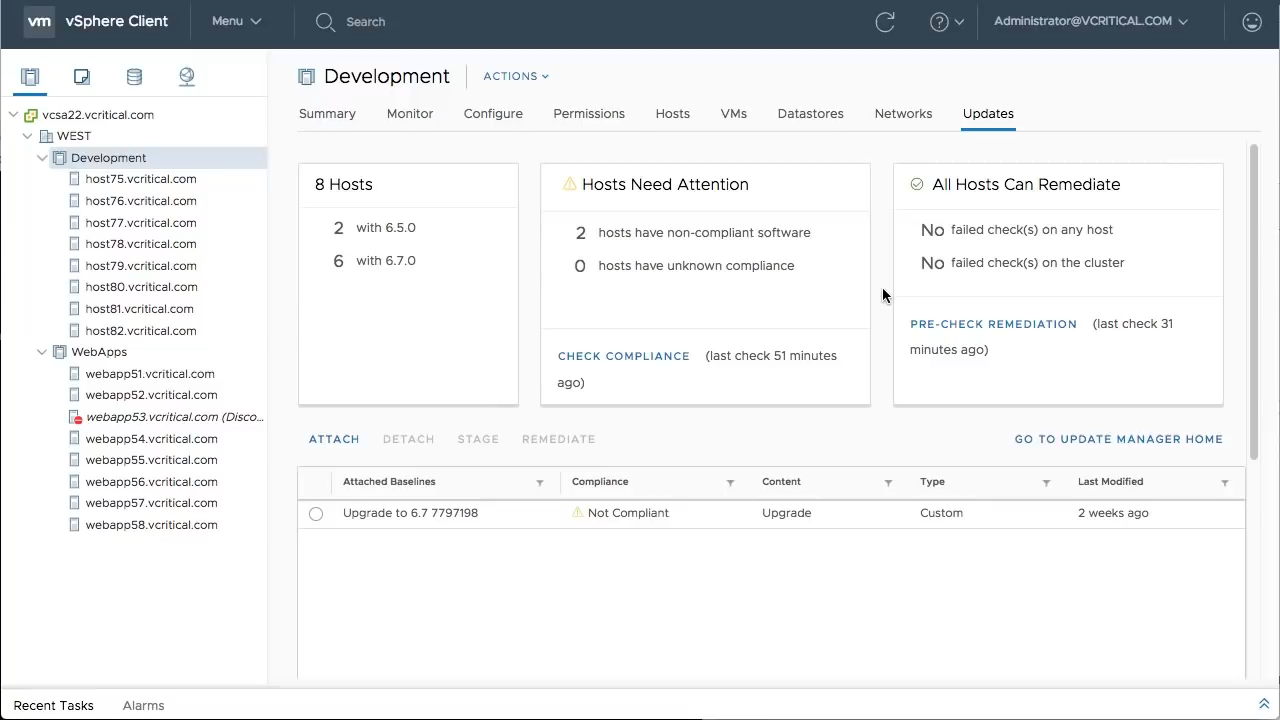 vm vSphere Client Menu Search Administrator@VCRITICAL.COM
vcsa22.vcritical.com
WEST
Development
host75.vcritical.com
host76.vcritical.com
host77.vcritical.com
host78.vcritical.com
host79.vcritical.com
host80.vcritical.com
host81.vcritical.com
host82.vcritical.com
WebApps
webapp51.vcritical.com
webapp52.vcritical.com
webapp53.vcritical.com (Disco...
webapp54.vcritical.com
webapp55.vcritical.com
webapp56.vcritical.com
webapp57.vcritical.com
webapp58.vcritical.com
Development ACTIONS
Summary Monitor Configure Permissions Hosts VMs Datastores Networks Updates
8 Hosts
2 with 6.5.0
6 with 6.7.0
Hosts Need Attention
2 hosts have non-compliant software
0 hosts have unknown compliance
CHECK COMPLIANCE (last check 51 minutes
ago)
All Hosts Can Remediate
No failed check(s) on any host
No failed check(s) on the cluster
PRE-CHECK REMEDIATION (last check 31
minutes ago)
ATTACH DETACH STAGE REMEDIATE GO TO UPDATE MANAGER HOME
Attached Baselines Compliance Content Type Last Modified
Upgrade to 6.7 7797198 Not Compliant Upgrade Custom 2 weeks ago
Recent Tasks Alarms